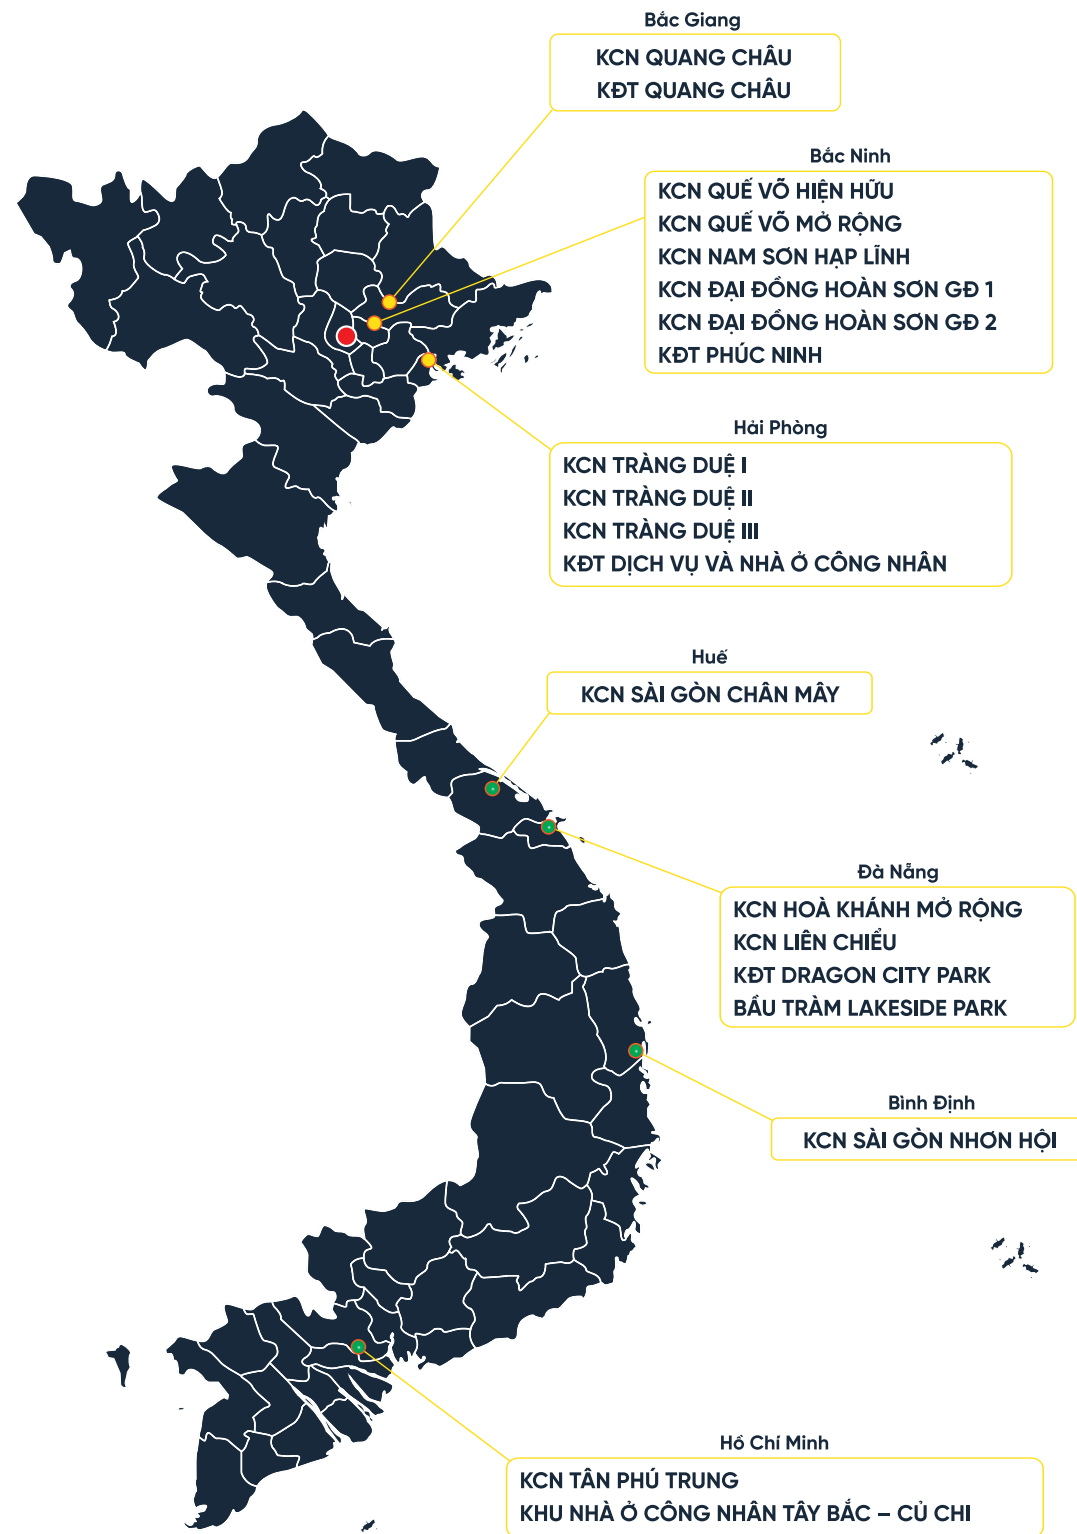 Bắc Giang
KCN QUANG CHÂU
KĐT QUANG CHÂU
Bắc Ninh
KCN QUẾ VÕ HIỆN HỮU
KCN QUẾ VÕ MỞ RỘNG
KCN NAM SƠN HẠP LĨNH
KCN ĐẠI ĐỒNG HOÀN SƠN GĐ 1
KCN ĐẠI ĐỒNG HOÀN SƠN GĐ 2
KĐT PHÚC NINH
Hải Phòng
KCN TRÀNG DUỆ I
KCN TRÀNG DUỆ II
KCN TRÀNG DUỆ III
KĐT DỊCH VỤ VÀ NHÀ Ở CÔNG NHÂN
Huế
KCN SÀI GÒN CHÂN MÂY
Đà Nẵng
KCN HOÀ KHÁNH MỞ RỘNG
KCN LIÊN CHIỂU
KĐT DRAGON CITY PARK
BẦU TRÀM LAKESIDE PARK
Bình Định
KCN SÀI GÒN NHƠN HỘI
Hồ Chí Minh
KCN TÂN PHÚ TRUNG
KHU NHÀ Ở CÔNG NHÂN TÂY BẮC – CỦ CHI